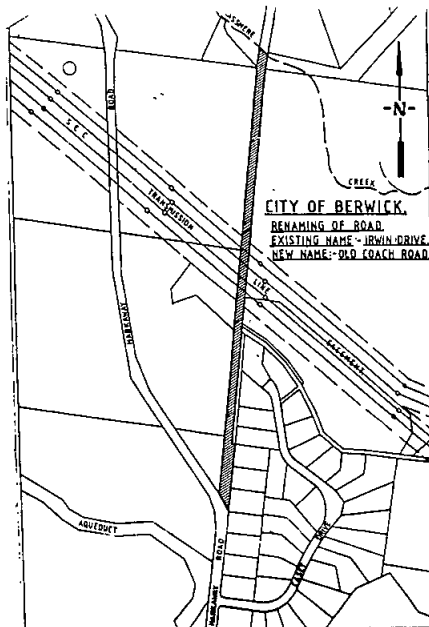 ROAD
-N-
S E C
TRANSMISSION
LINE
EASEMENT
CREEK
CITY OF BERWICK.
RENAMING OF ROAD
EXISTING NAME:- IRWIN DRIVE.
NEW NAME:- OLD COACH ROAD
HARKAWAY
AQUEDUCT
ROAD
HARKAWAY
DRIVE